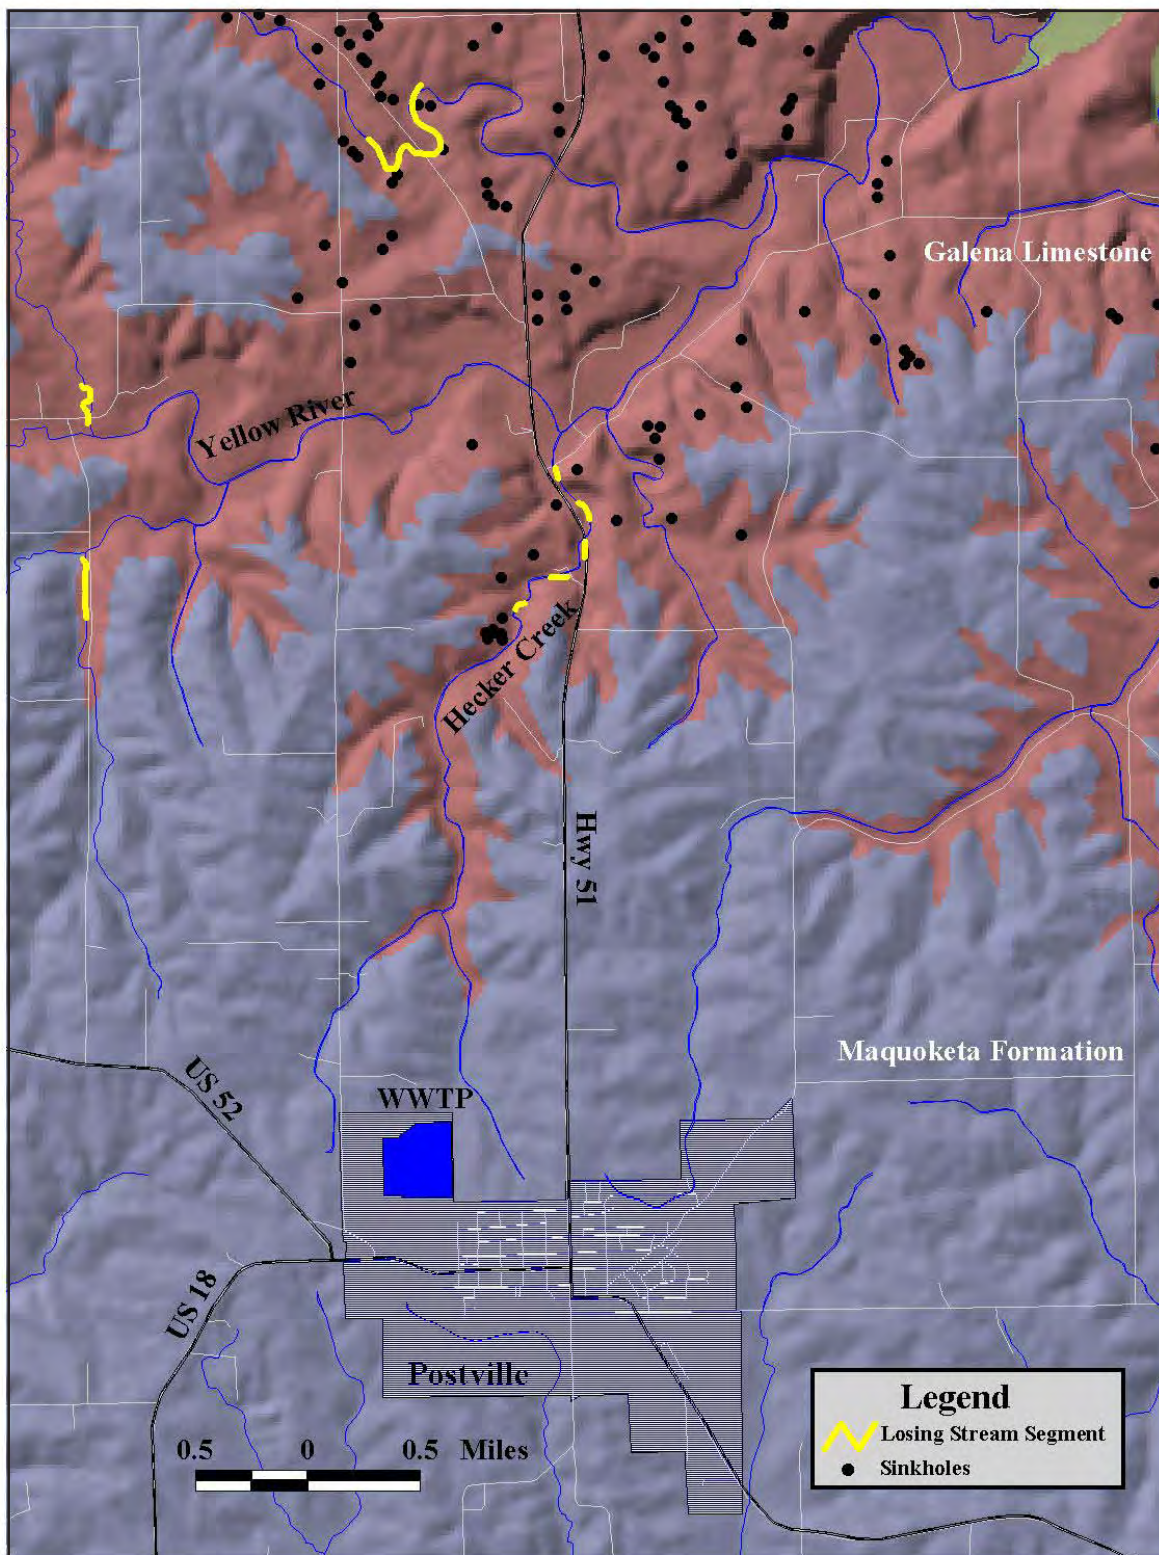 Galena Limestone
Yellow River
Hecker Creek
Hwy 51
Maquoketa Formation
US 52
WWTP
US 18
Postville
Legend
Losing Stream Segment
Sinkholes
0.5 0 0.5 Miles